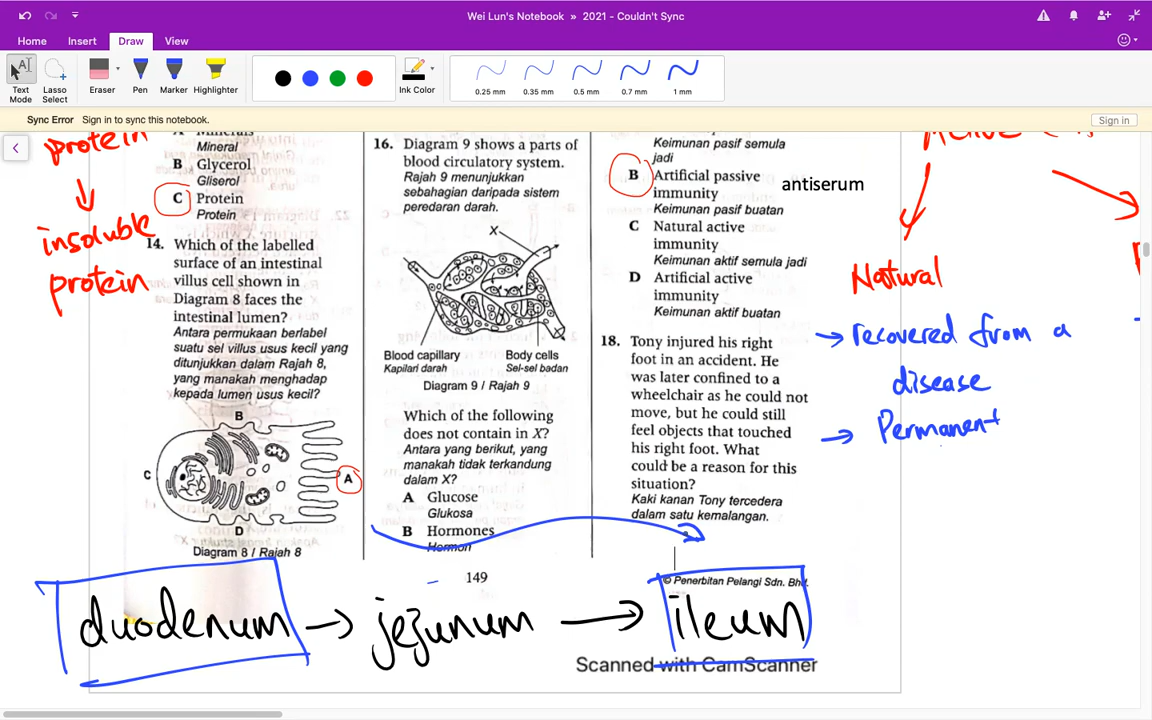 Wei Lun's Notebook » 2021 - Couldn't Sync
Home
Insert
Draw
View
Text
Mode
Lasso
Select
Eraser
Pen
Marker
Highlighter
Ink Color
0.25 mm
0.35 mm
0.5 mm
0.7 mm
1 mm
Sync Error
Sign in to sync this notebook.
Sign in
protein
insoluble
protein
Mineral
B Glycerol
Gliserol
C Protein
Protein
14. Which of the labelled
surface of an intestinal
villus cell shown in
Diagram 8 faces the
intestinal lumen?
Antara permukaan berlabel
suatu sel villus usus kecil yang
ditunjukkan dalam Rajah 8,
yang manakah menghadap
kepada lumen usus kecil?
B
C
A
D
Diagram 8 / Rajah 8
16. Diagram 9 shows a parts of
blood circulatory system.
Rajah 9 menunjukkan
sebahagian daripada sistem
peredaran darah.
X
Blood capillary
Kapilari darah
Body cells
Sel-sel badan
Diagram 9 / Rajah 9
Which of the following
does not contain in X?
Antara yang berikut, yang
manakah tidak terkandung
dalam X?
A Glucose
Glukosa
B Hormones
Hormon
149
Keimunan pasif semula
jadi
B Artificial passive
immunity
Keimunan pasif buatan
C Natural active
immunity
Keimunan aktif semula jadi
D Artificial active
immunity
Keimunan aktif buatan
18. Tony injured his right
foot in an accident. He
was later confined to a
wheelchair as he could not
move, but he could still
feel objects that touched
his right foot. What
could be a reason for this
situation?
Kaki kanan Tony tercedera
dalam satu kemalangan.
© Penerbitan Pelangi Sdn. Bhd.
antiserum
Natural
→ recovered from a
disease
→ Permanent
duodenum → jejunum → ileum
Scanned with CamScanner